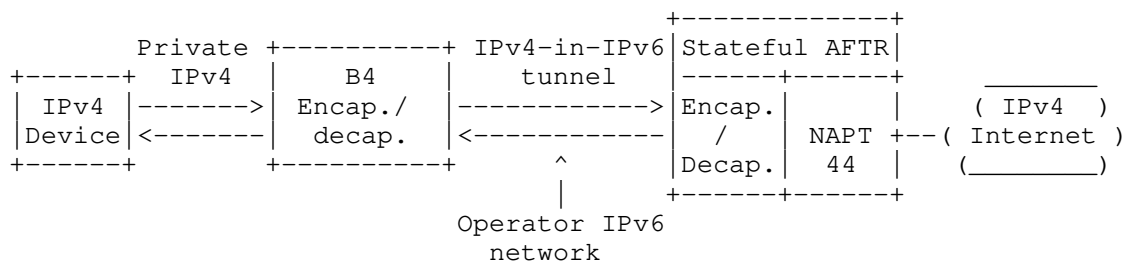 Private IPv4-in-IPv6 Stateful AFTR
IPv4 B4 tunnel
IPv4 Encap./ Encap. ( IPv4 )
Device decap. / NAPT ( Internet )
Decap. 44
Operator IPv6
network